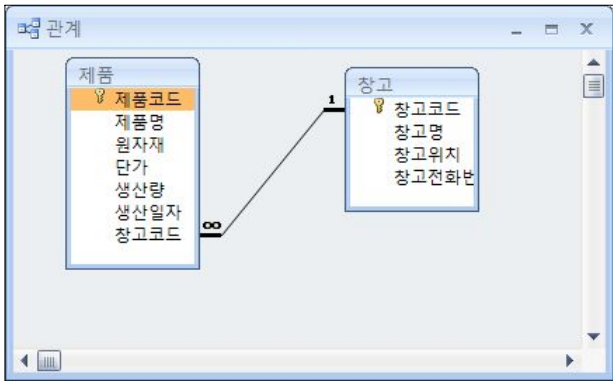 관계
제품
제품코드
제품명
원자재
단가
생산량
생산일자
창고코드
∞
1
창고
창고코드
창고명
창고위치
창고전화번